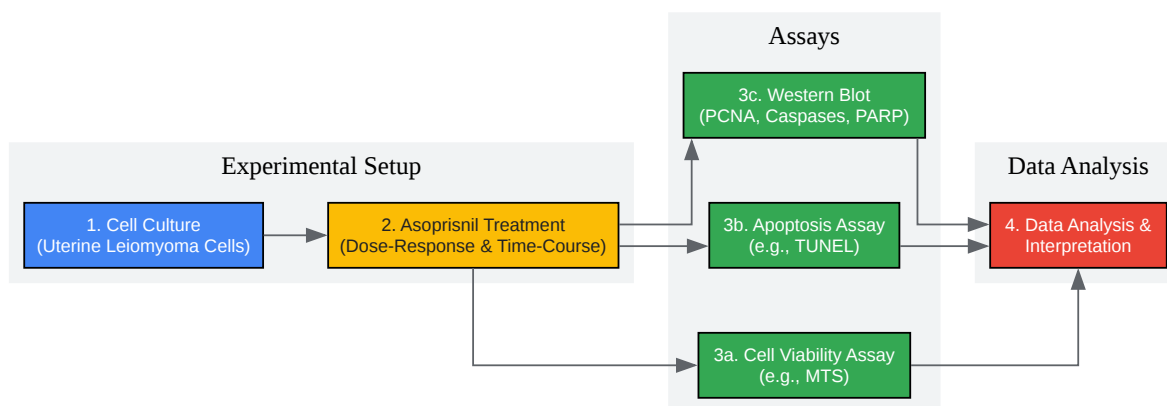 Experimental Setup
1. Cell Culture
(Uterine Leiomyoma Cells)
2. Asoprisnil Treatment
(Dose-Response & Time-Course)
Assays
3c. Western Blot
(PCNA, Caspases, PARP)
3b. Apoptosis Assay
(e.g., TUNEL)
3a. Cell Viability Assay
(e.g., MTS)
Data Analysis
4. Data Analysis &
Interpretation